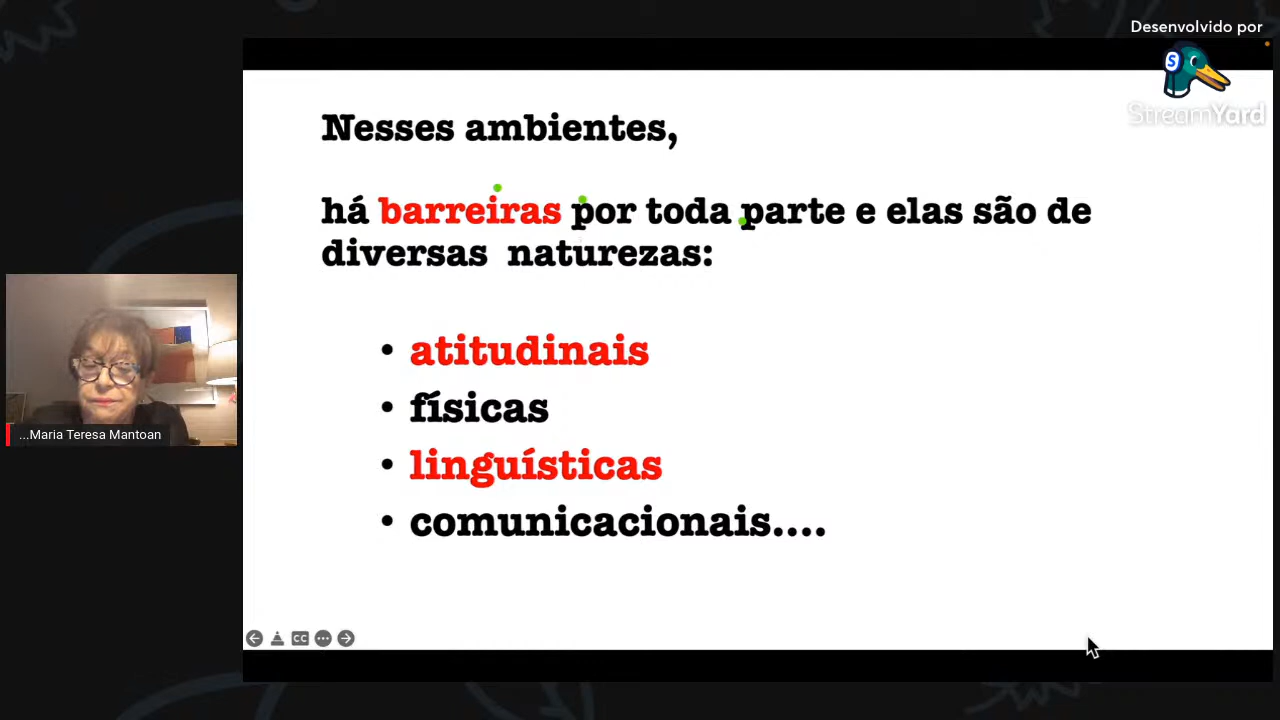 Desenvolvido por
StreamYard
Nesses ambientes,
há barreiras por toda parte e elas são de
diversas naturezas:
• atitudinais
• físicas
• linguísticas
• comunicacionais....
...Maria Teresa Mantoan
CC